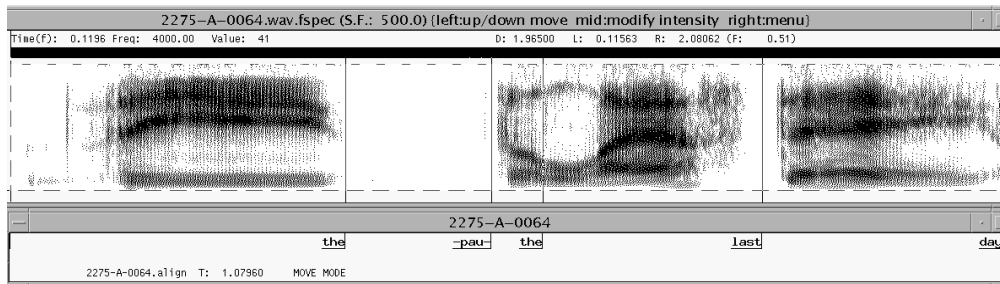 2275-A-0064.wav.fspec (S.F.: 500.0) {left:up/down move mid:modify intensity right:menu}
Time(f): 0.1196 Freq: 4000.00 Value: 41 D: 1.96500 L: 0.11563 R: 2.08062 (F: 0.51)
2275-A-0064
the -pau- the last day
2275-A-0064.align T: 1.07960 MOVE MODE